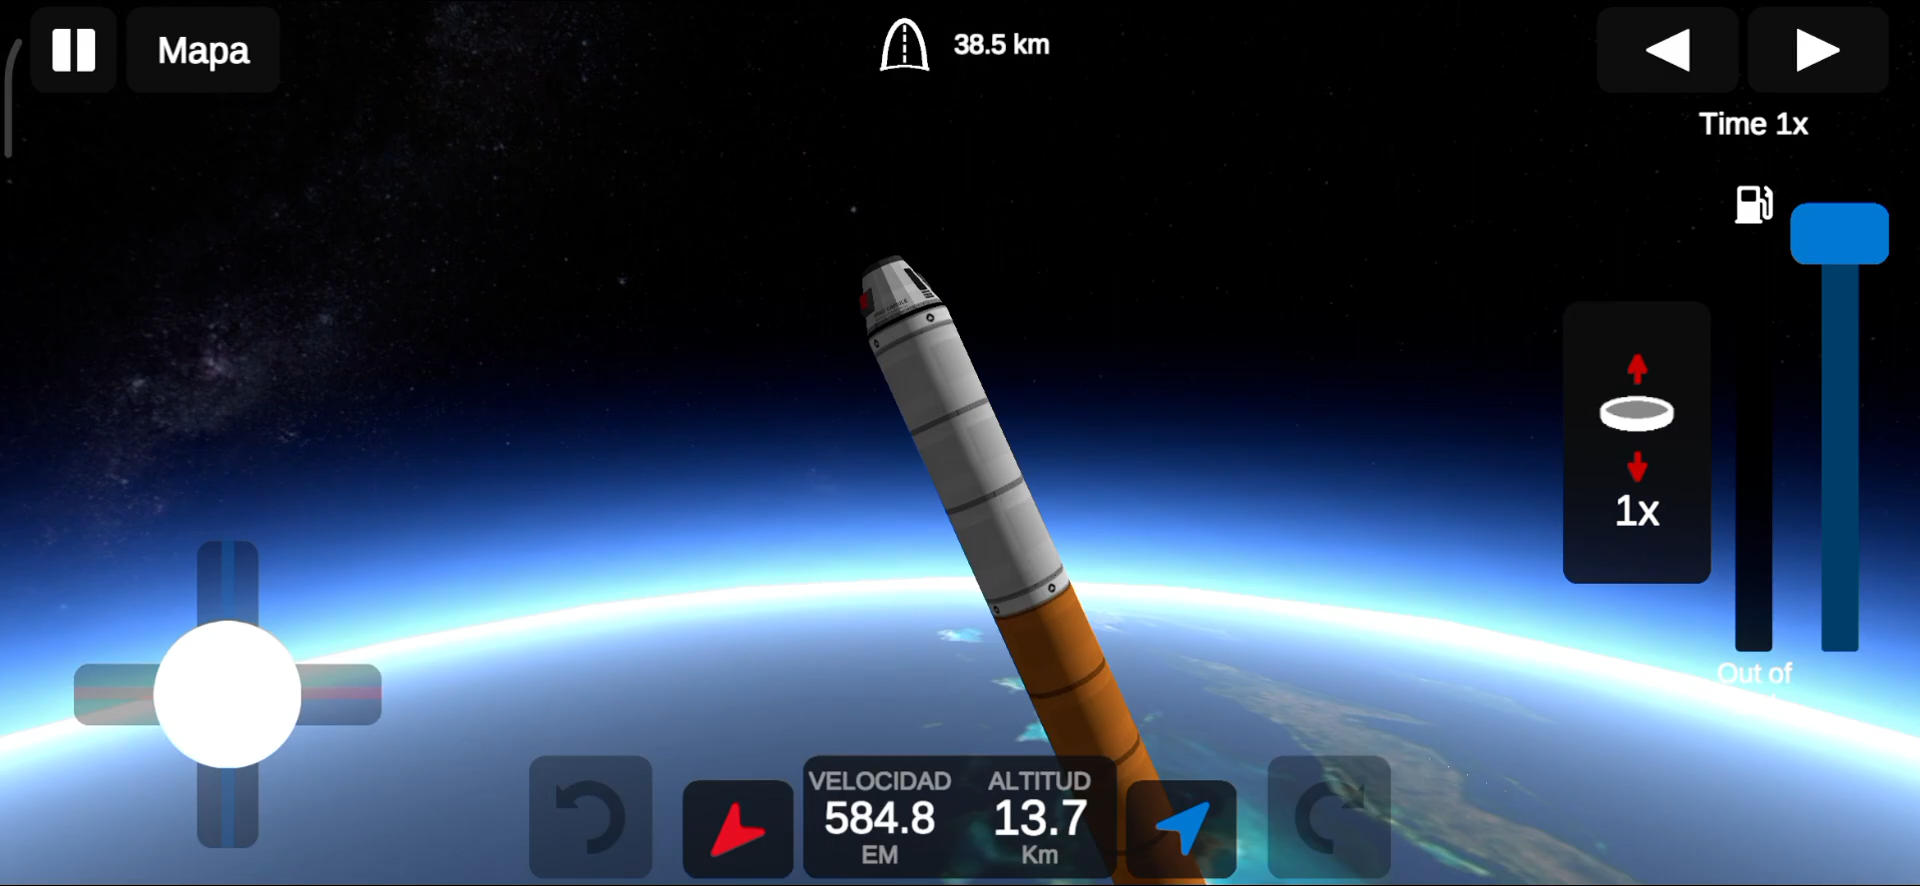 Mapa
38.5 km
Time 1x
1x
Out of
VELOCIDAD
584.8
EM
ALTITUD
13.7
Km